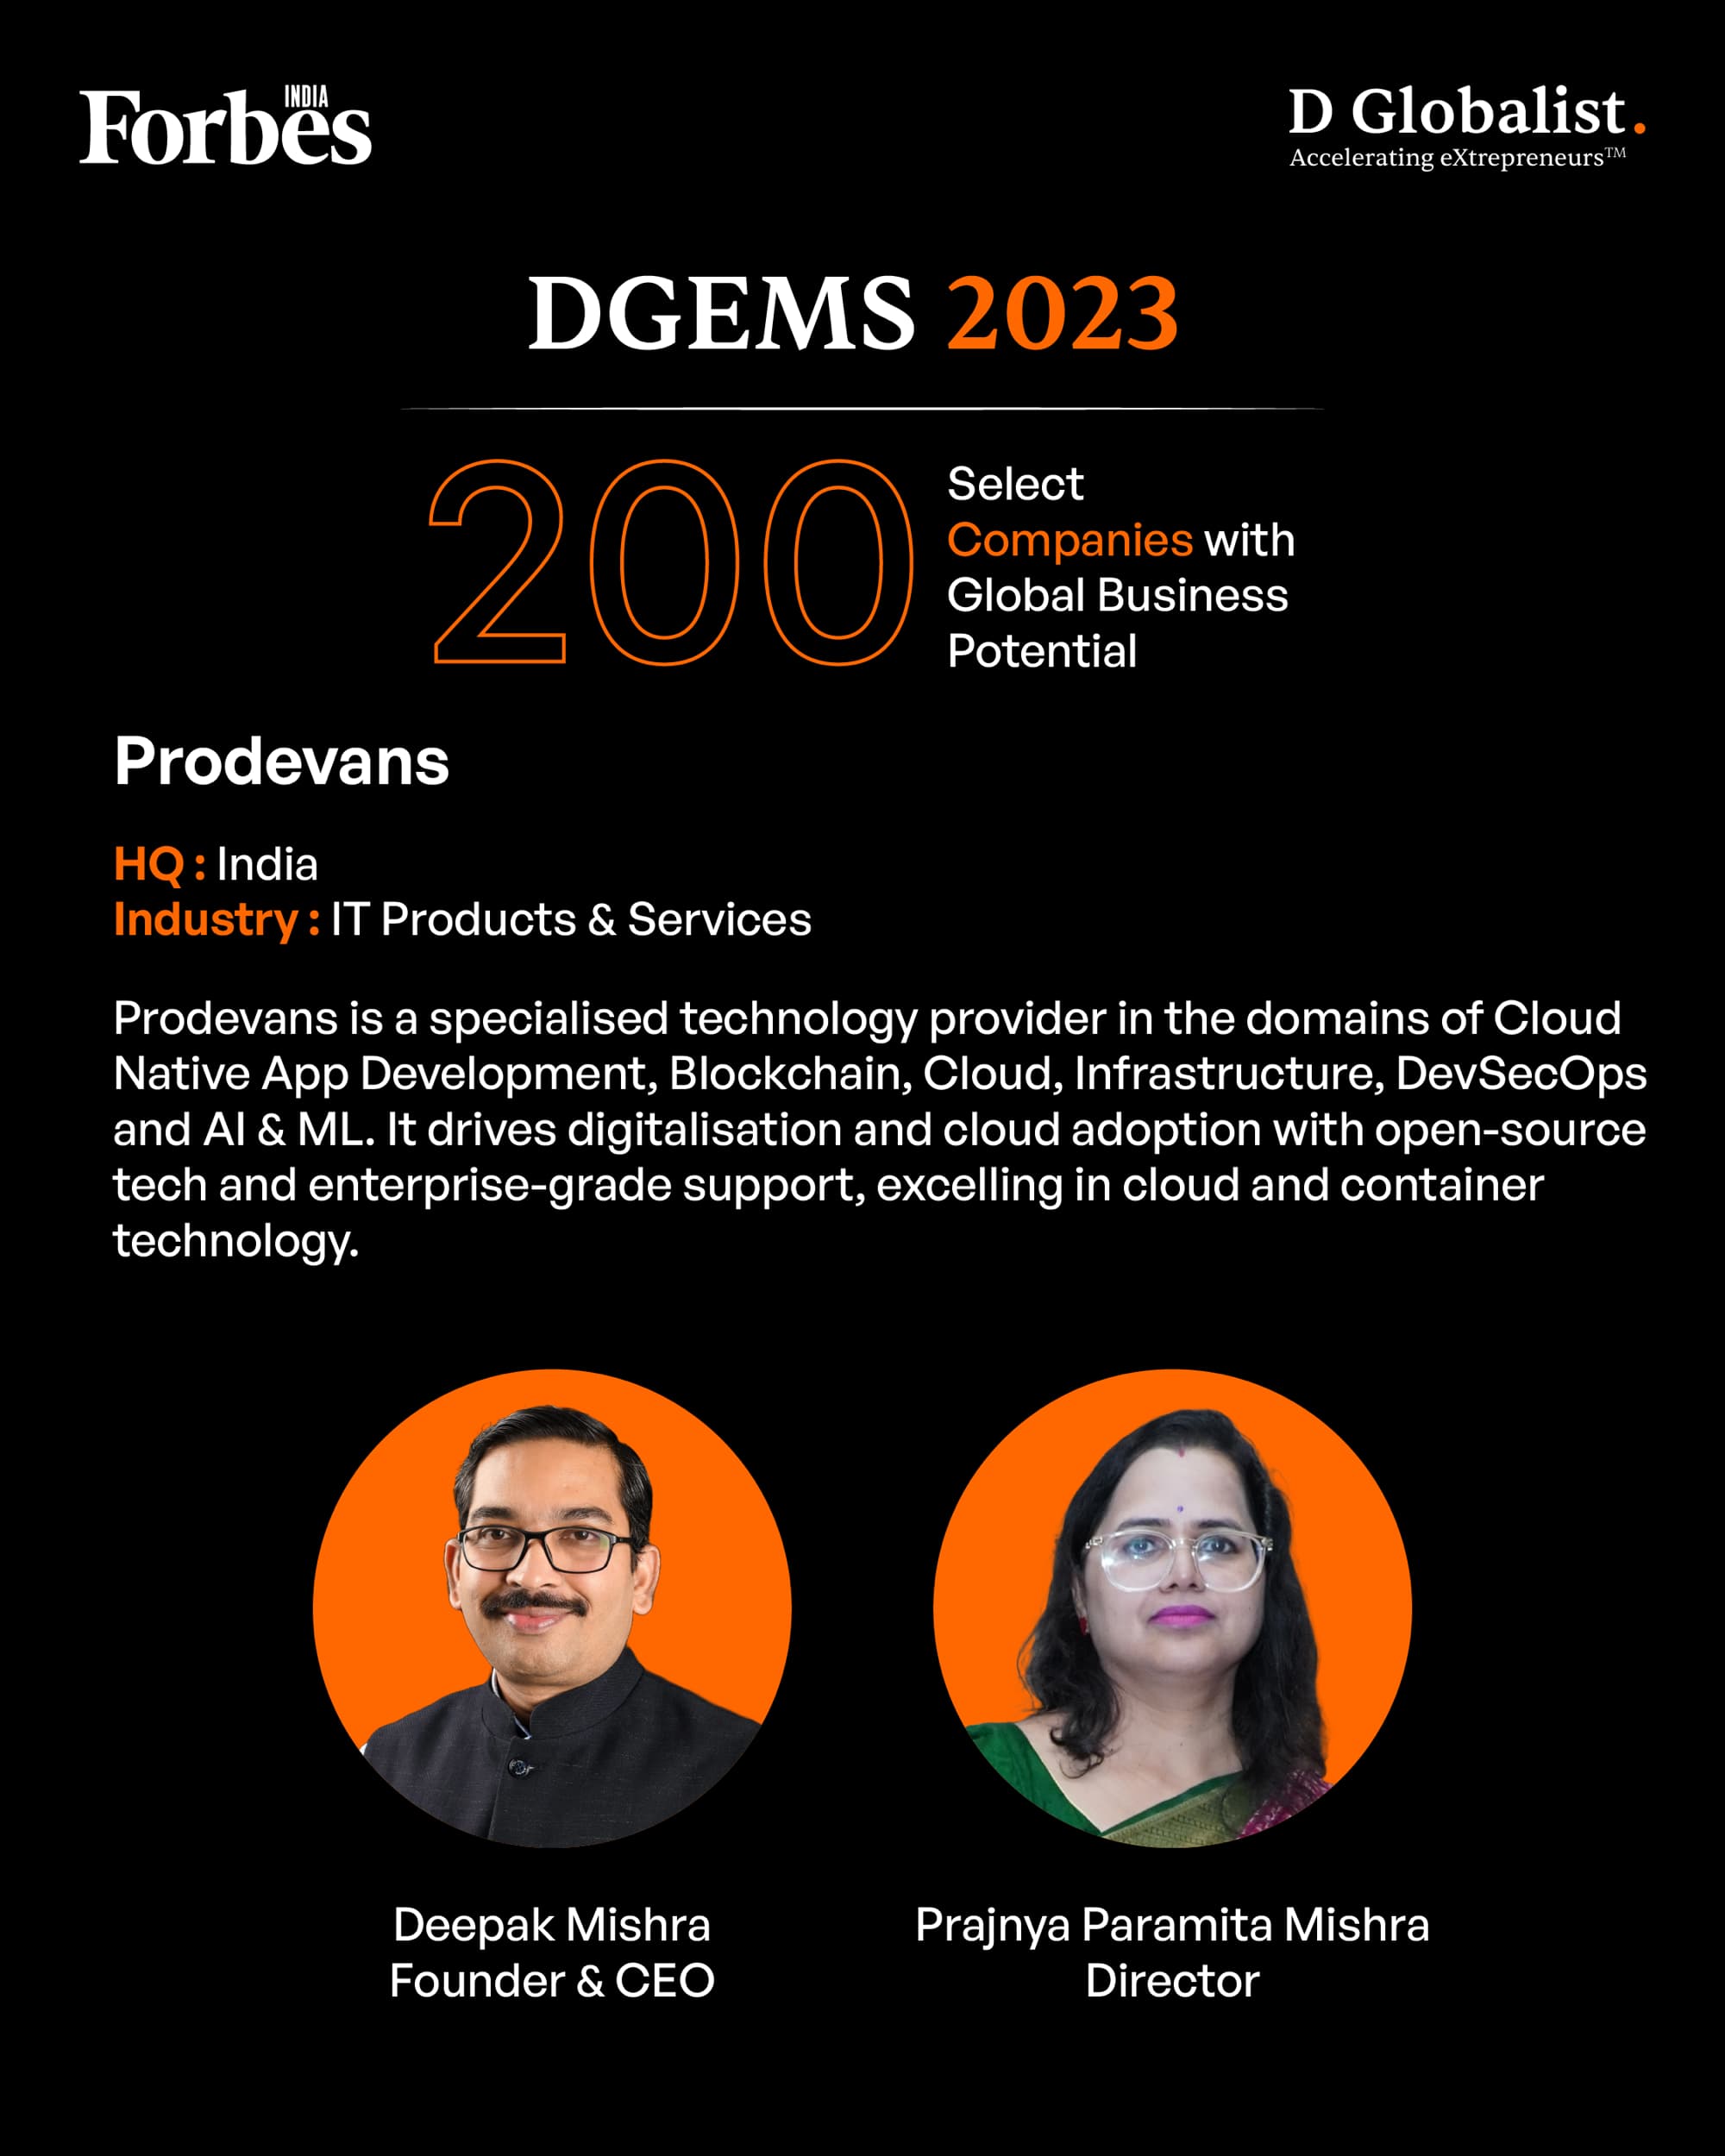 Forbes INDIA
D Globalist.
Accelerating eXtrepreneurs™
DGEMS 2023
200
Select
Companies with
Global Business
Potential
Prodevans
HQ : India
Industry : IT Products & Services
Prodevans is a specialised technology provider in the domains of Cloud
Native App Development, Blockchain, Cloud, Infrastructure, DevSecOps
and AI & ML. It drives digitalisation and cloud adoption with open-source
tech and enterprise-grade support, excelling in cloud and container
technology.
Deepak Mishra
Founder & CEO
Prajnya Paramita Mishra
Director